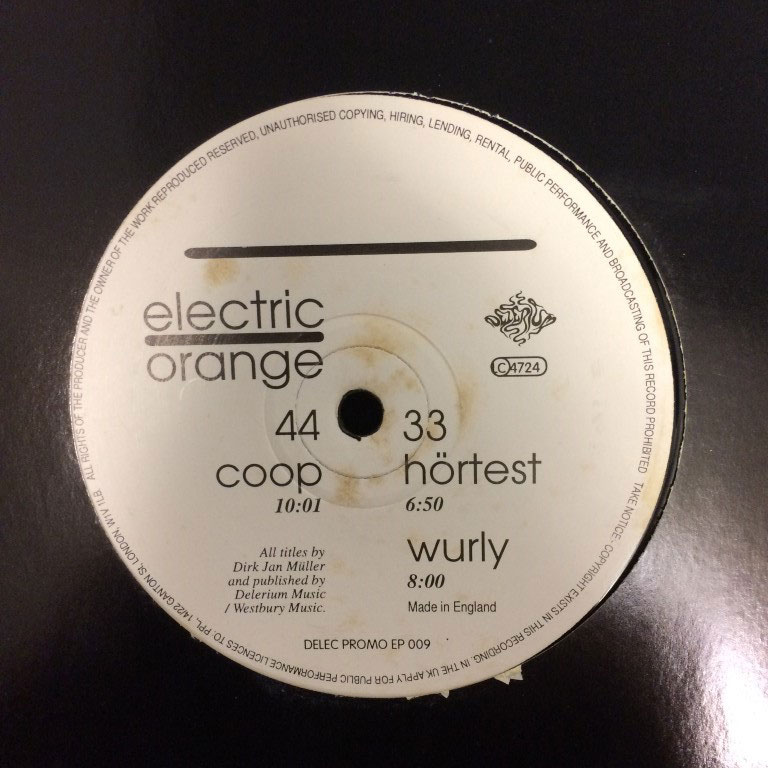 ALL RIGHTS OF THE PRODUCER AND THE OWNER OF THE WORK REPRODUCED RESERVED, UNAUTHORISED COPYING, HIRING, LENDING, RENTAL, PUBLIC PERFORMANCE AND BROADCASTING OF THIS RECORD PROHIBITED TAKE NOTICE - COPYRIGHT EXISTS IN THIS RECORDING. IN THE UK APPLY FOR PUBLIC PERFORMANCE LICENCES TO: PPL, 14/22 GANTON St, LONDON, W1V 1LB
electric
orange
DELERIUM
LC 4724
44
coop
10:01
33
hörtest
6:50
wurly
8:00
All titles by
Dirk Jan Müller
and published by
Delerium Music
/ Westbury Music.
Made in England
DELEC PROMO EP 009